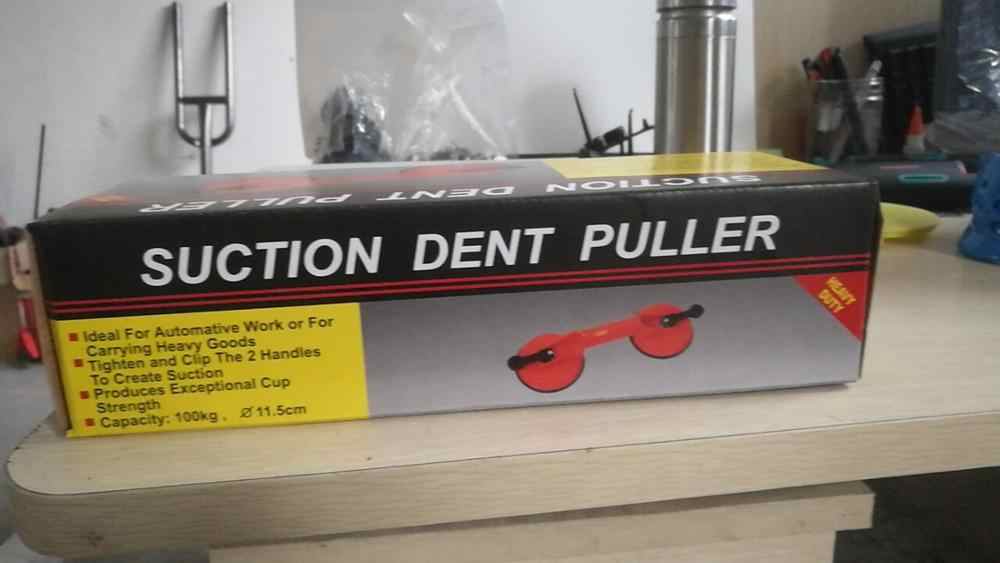 SUCTION DENT PULLER
SUCTION DENT PULLER
HEAVY
DUTY
Ideal For Automative Work or For
Carrying Heavy Goods
Tighten and Clip The 2 Handles
To Create Suction
Produces Exceptional Cup
Strength
Capacity: 100kg , Ø 11.5cm